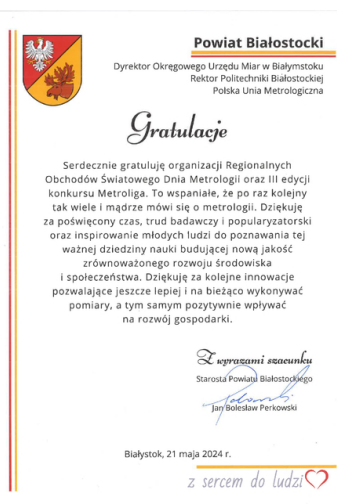 Powiat Białostocki
Dyrektor Okręgowego Urzędu Miar w Białymstoku
Rektor Politechniki Białostockiej
Polska Unia Metrologiczna
Gratulacje
Serdecznie gratuluję organizacji Regionalnych
Obchodów Światowego Dnia Metrologii oraz III edycji
konkursu Metroliga. To wspaniałe, że po raz kolejny
tak wiele i mądrze mówi się o metrologii. Dziękuję
za poświęcony czas, trud badawczy i popularyzatorski
oraz inspirowanie młodych ludzi do poznawania tej
ważnej dziedziny nauki budującej nową jakość
zrównoważonego rozwoju środowiska
i społeczeństwa. Dziękuję za kolejne innowacje
pozwalające jeszcze lepiej i na bieżąco wykonywać
pomiary, a tym samym pozytywnie wpływać
na rozwój gospodarki.
Z wyrazami szacunku
Starosta Powiatu Białostockiego
Jan Bolesław Perkowski
Białystok, 21 maja 2024 r.
z sercem do ludzi